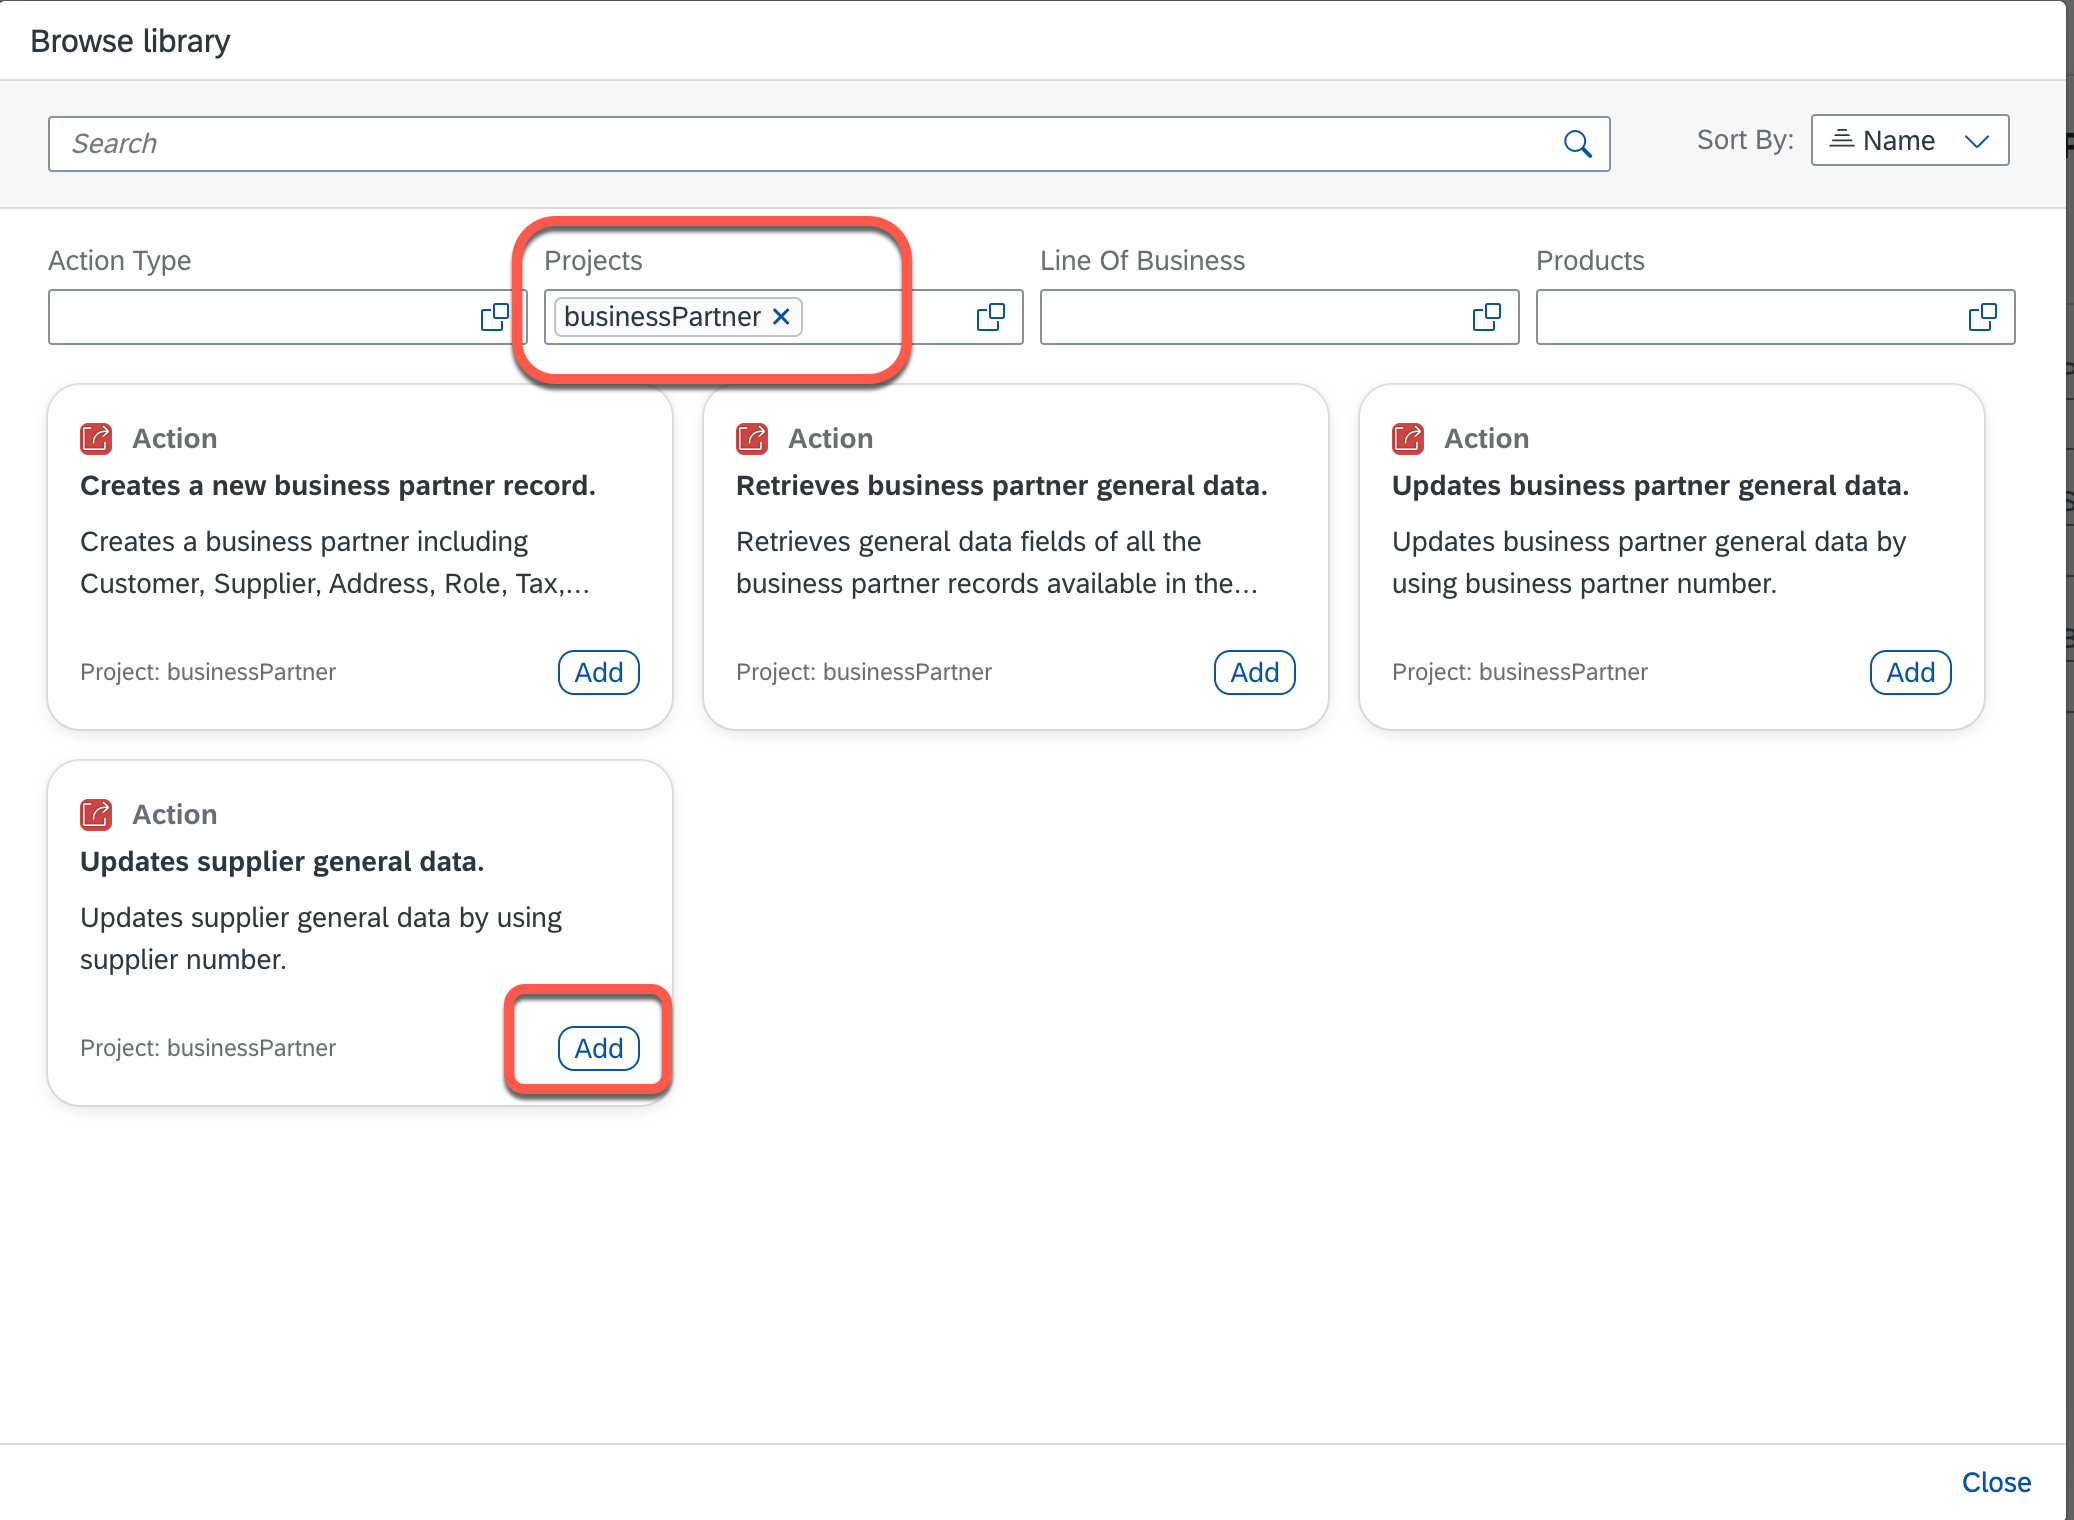 Browse library
Search
Sort By:
Name
Action Type
Projects
Line Of Business
Products
businessPartner
Action
Creates a new business partner record.
Creates a business partner including
Customer, Supplier, Address, Role, Tax,...
Project: businessPartner
Add
Action
Retrieves business partner general data.
Retrieves general data fields of all the
business partner records available in the...
Project: businessPartner
Add
Action
Updates business partner general data.
Updates business partner general data by
using business partner number.
Project: businessPartner
Add
Action
Updates supplier general data.
Updates supplier general data by using
supplier number.
Project: businessPartner
Add
Close